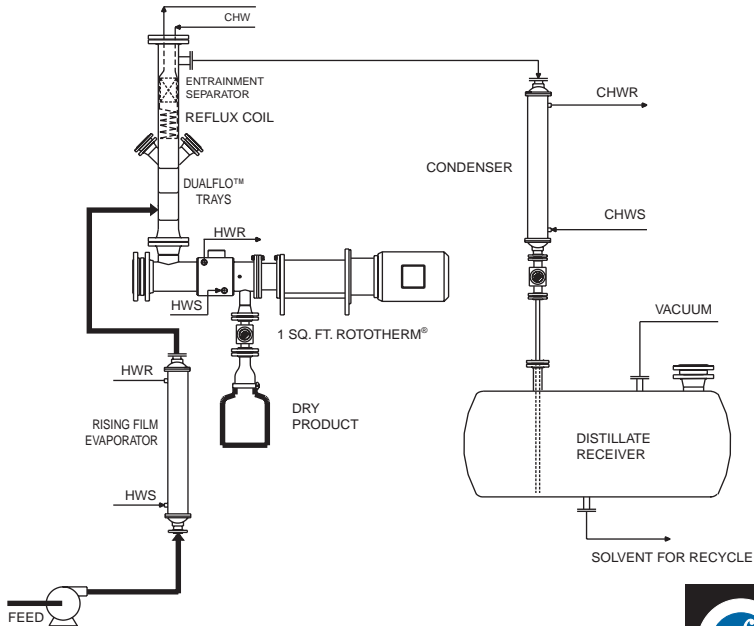 CHW
ENTRAINMENT
SEPARATOR
REFLUX COIL
CHWR
CONDENSER
DUALFLO™
TRAYS
CHWS
HWR
HWS
VACUUM
1 SQ. FT. ROTOTHERM®
HWR
DRY
PRODUCT
RISING FILM
EVAPORATOR
DISTILLATE
RECEIVER
HWS
SOLVENT FOR RECYCLE
FEED